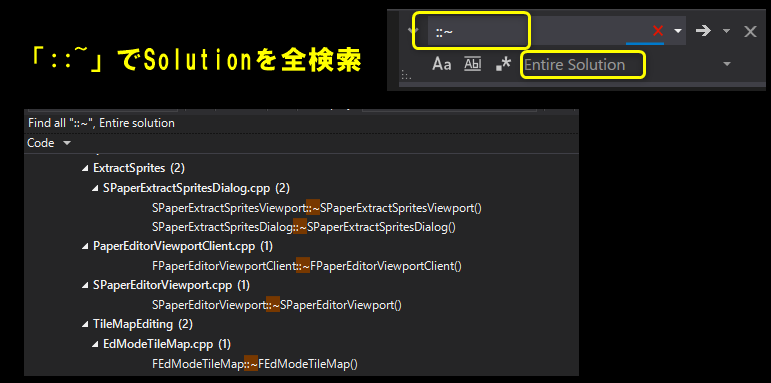 「::~」でSolutionを全検索
::~
Aa Abl .* Entire Solution
Find all "::~", Entire solution
Code
ExtractSprites (2)
SPaperExtractSpritesDialog.cpp (2)
SPaperExtractSpritesViewport::~SPaperExtractSpritesViewport()
SPaperExtractSpritesDialog::~SPaperExtractSpritesDialog()
PaperEditorViewportClient.cpp (1)
FPaperEditorViewportClient::~FPaperEditorViewportClient()
SPaperEditorViewport.cpp (1)
SPaperEditorViewport::~SPaperEditorViewport()
TileMapEditing (2)
EdModeTileMap.cpp (1)
FEdModeTileMap::~FEdModeTileMap()